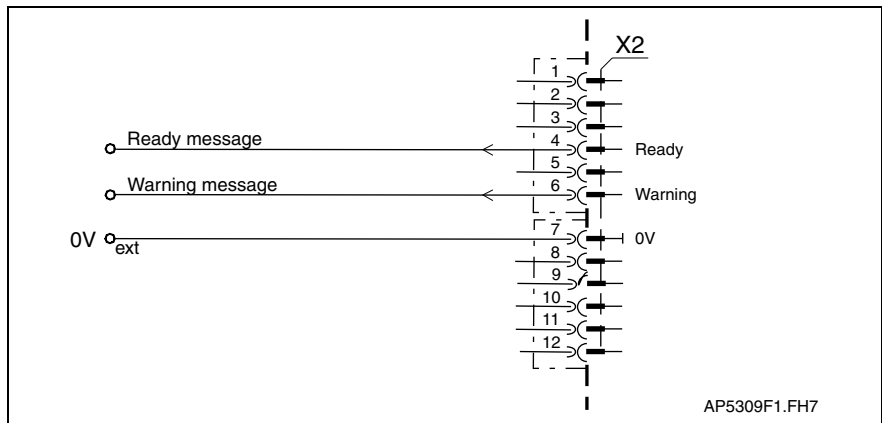 X2
1
2
3
Ready message
4
Ready
5
Warning message
6
Warning
0V
ext
7
0V
8
9
10
11
12
AP5309F1.FH7